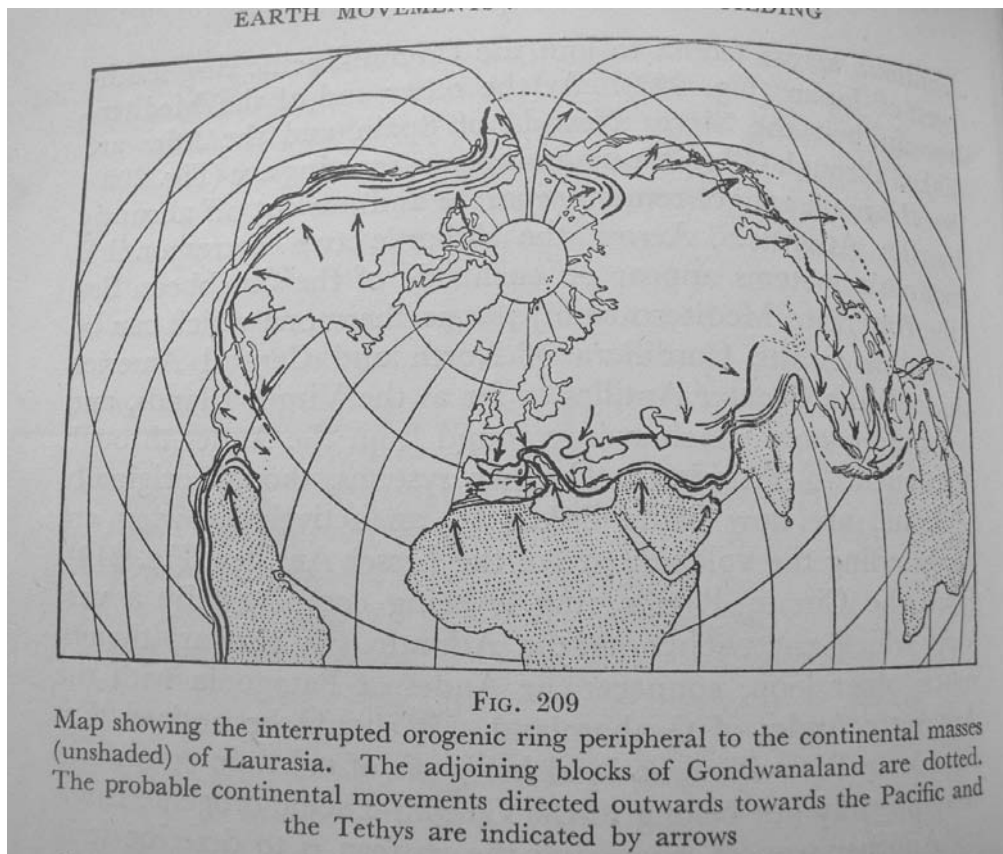 EARTH MOVEMENTS
FIG. 209
Map showing the interrupted orogenic ring peripheral to the continental masses
(unshaded) of Laurasia. The adjoining blocks of Gondwanaland are dotted.
The probable continental movements directed outwards towards the Pacific and
the Tethys are indicated by arrows